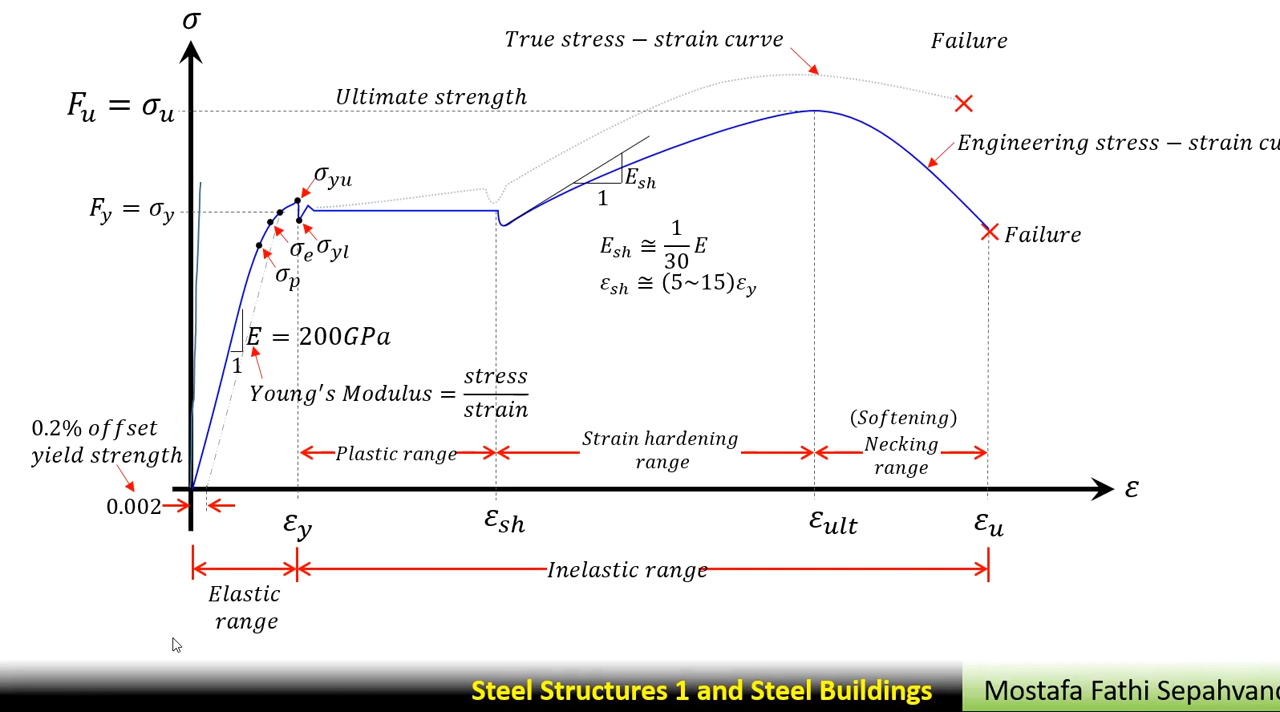 σ
True stress − strain curve
Failure
F_u = σ_u
Ultimate strength
Engineering stress − strain cu
σ_yu
F_y = σ_y
E_sh
1
σ_e
σ_yl
Failure
σ_p
E_sh ≅ 1/30 E
ε_sh ≅ (5~15)ε_y
E = 200GPa
1
Young's Modulus = stress/strain
0.2% offset
yield strength
Plastic range
Strain hardening
range
(Softening)
Necking
range
0.002
ε
ε_y
ε_sh
ε_ult
ε_u
Inelastic range
Elastic
range
Steel Structures 1 and Steel Buildings
Mostafa Fathi Sepahvand